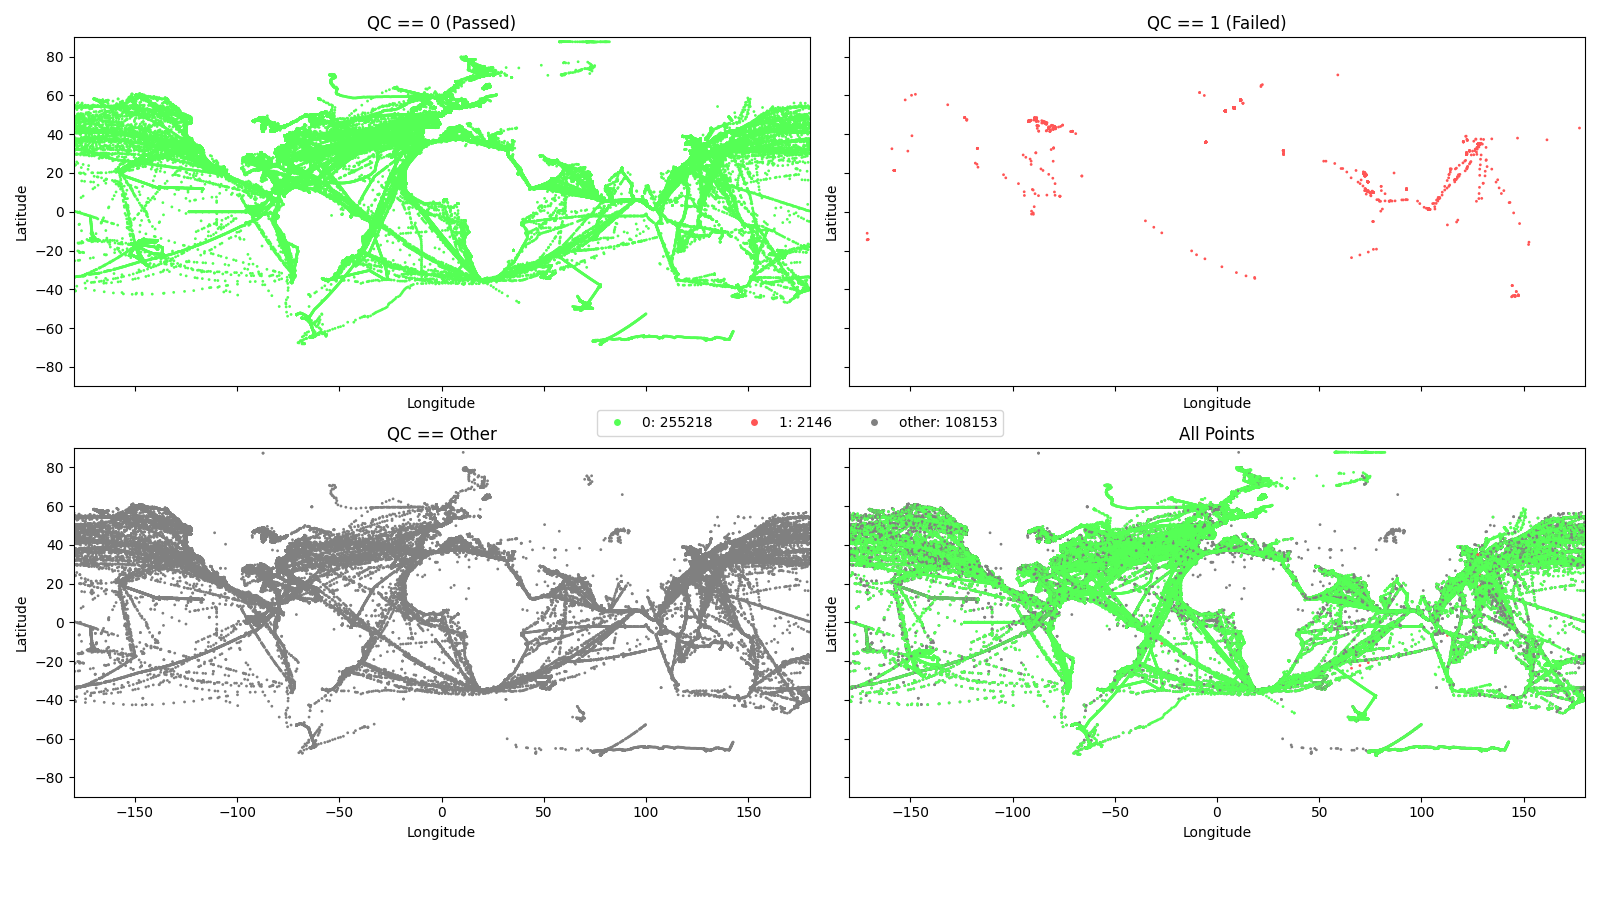 QC == 0 (Passed)
QC == 1 (Failed)
80
60
40
20
0
−20
−40
−60
−80
Latitude
Latitude
Longitude
Longitude
0: 255218 1: 2146 other: 108153
QC == Other
All Points
80
60
40
20
0
−20
−40
−60
−80
Latitude
Latitude
−150 −100 −50 0 50 100 150
−150 −100 −50 0 50 100 150
Longitude
Longitude